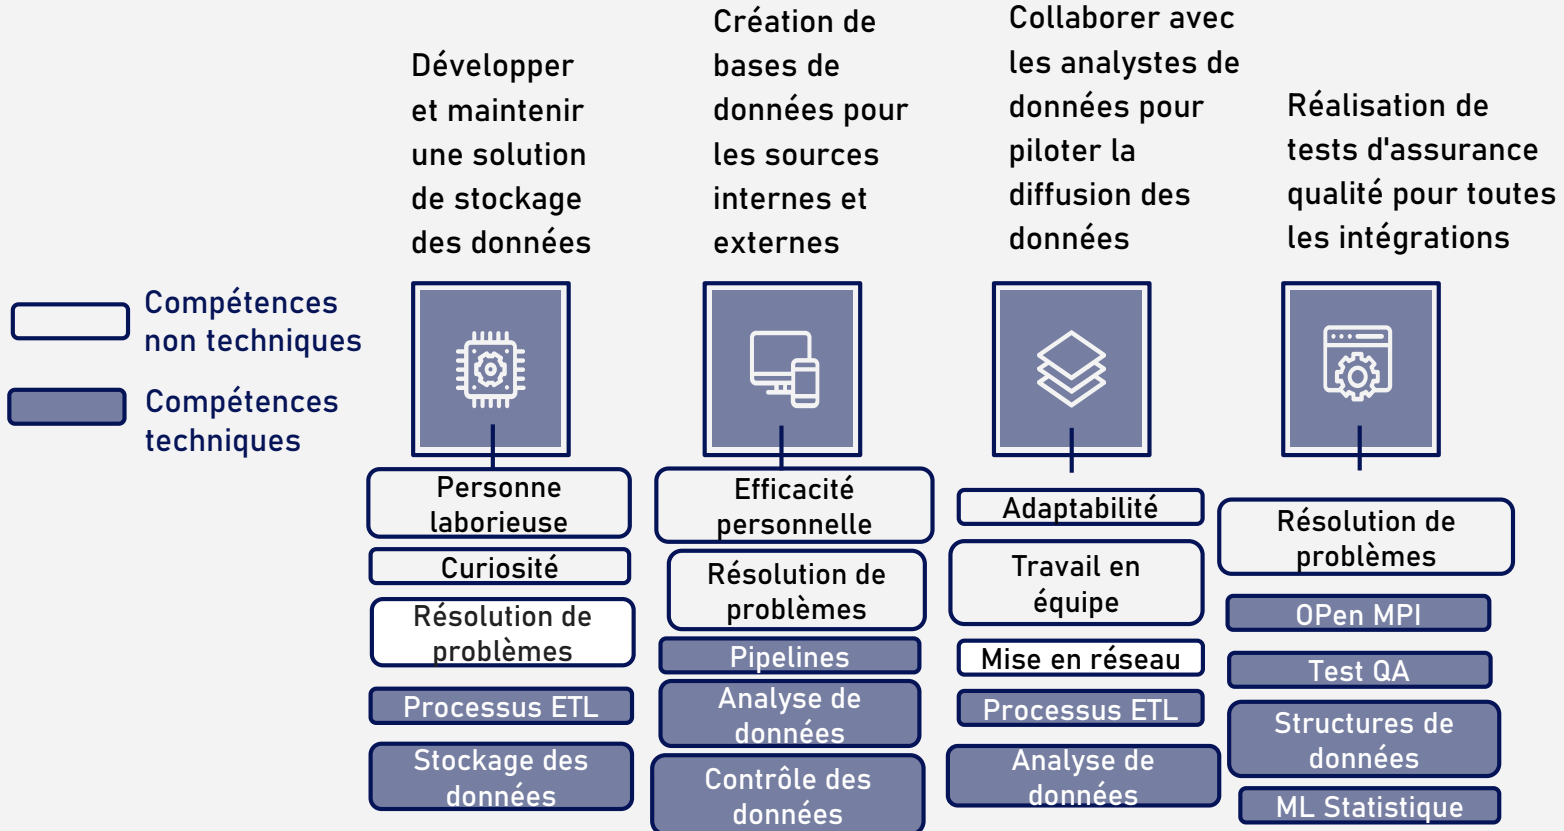 Développer
et maintenir
une solution
de stockage
des données
Création de
bases de
données pour
les sources
internes et
externes
Collaborer avec
les analystes de
données pour
piloter la
diffusion des
données
Réalisation de
tests d'assurance
qualité pour toutes
les intégrations
Compétences
non techniques
Compétences
techniques
Personne
laborieuse
Curiosité
Résolution de
problèmes
Processus ETL
Stockage des
données
Efficacité
personnelle
Résolution de
problèmes
Pipelines
Analyse de
données
Contrôle des
données
Adaptabilité
Travail en
équipe
Mise en réseau
Processus ETL
Analyse de
données
Résolution de
problèmes
OPen MPI
Test QA
Structures de
données
ML Statistique